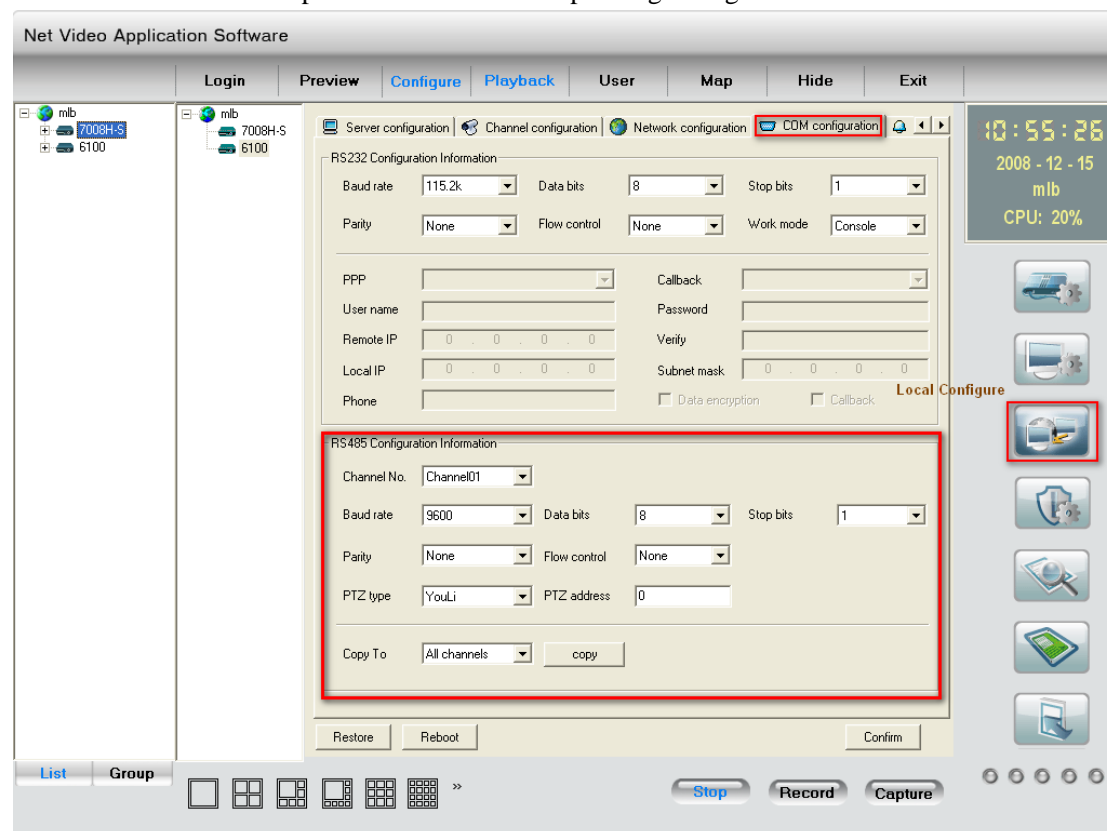 Net Video Application Software
Login Preview Configure Playback User Map Hide Exit
mlb
7008H-S
6100
mlb
7008H-S
6100
Server configuration Channel configuration Network configuration COM configuration
10:55:26
2008 - 12 - 15
mlb
CPU: 20%
RS232 Configuration Information
Baud rate 115.2k Data bits 8 Stop bits 1
Parity None Flow control None Work mode Console
PPP Callback
User name Password
Remote IP 0 . 0 . 0 . 0 Verify
Local IP 0 . 0 . 0 . 0 Subnet mask 0 . 0 . 0 . 0
Phone Data encryption Callback
Local Configure
RS485 Configuration Information
Channel No. Channel01
Baud rate 9600 Data bits 8 Stop bits 1
Parity None Flow control None
PTZ type YouLi PTZ address 0
Copy To All channels copy
Restore Reboot Confirm
List Group
» Stop Record Capture